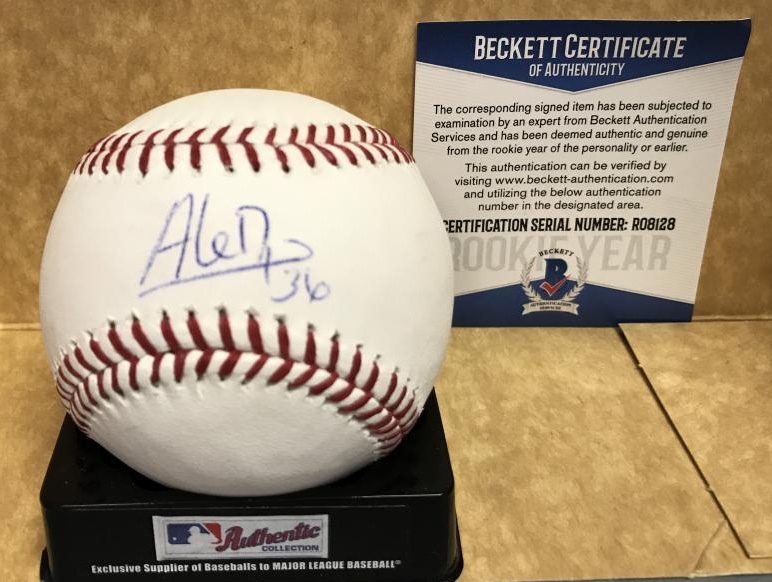 BECKETT CERTIFICATE
OF AUTHENTICITY
The corresponding signed item has been subjected to
examination by an expert from Beckett Authentication
Services and has been deemed authentic and genuine
from the rookie year of the personality or earlier.
This authentication can be verified by
visiting www.beckett-authentication.com
and utilizing the below authentication
number in the designated area.
CERTIFICATION SERIAL NUMBER: R08128
ROOKIE YEAR
BECKETT
B
AUTHENTICATION
36
Authentic
COLLECTION
Exclusive Supplier of Baseballs to MAJOR LEAGUE BASEBALL®